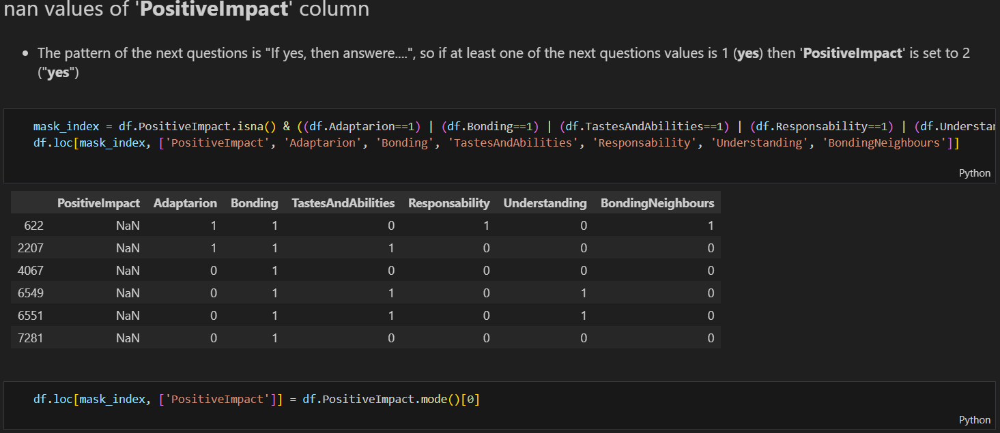 nan values of 'PositiveImpact' column
The pattern of the next questions is "If yes, then answere....", so if at least one of the next questions values is 1 (yes) then 'PositiveImpact' is set to 2
("yes")
mask_index = df.PositiveImpact.isna() & ((df.Adaptarion==1) | (df.Bonding==1) | (df.TastesAndAbilities==1) | (df.Responsability==1) | (df.Understa
df.loc[mask_index, ['PositiveImpact', 'Adaptarion', 'Bonding', 'TastesAndAbilities', 'Responsability', 'Understanding', 'BondingNeighbours']]
Python
PositiveImpact Adaptarion Bonding TastesAndAbilities Responsability Understanding BondingNeighbours
622 NaN 1 1 0 1 0 1
2207 NaN 1 1 1 0 0 0
4067 NaN 0 1 0 0 0 0
6549 NaN 0 1 1 0 1 0
6551 NaN 0 1 1 0 1 0
7281 NaN 0 1 0 0 0 0
df.loc[mask_index, ['PositiveImpact']] = df.PositiveImpact.mode()[0]
Python